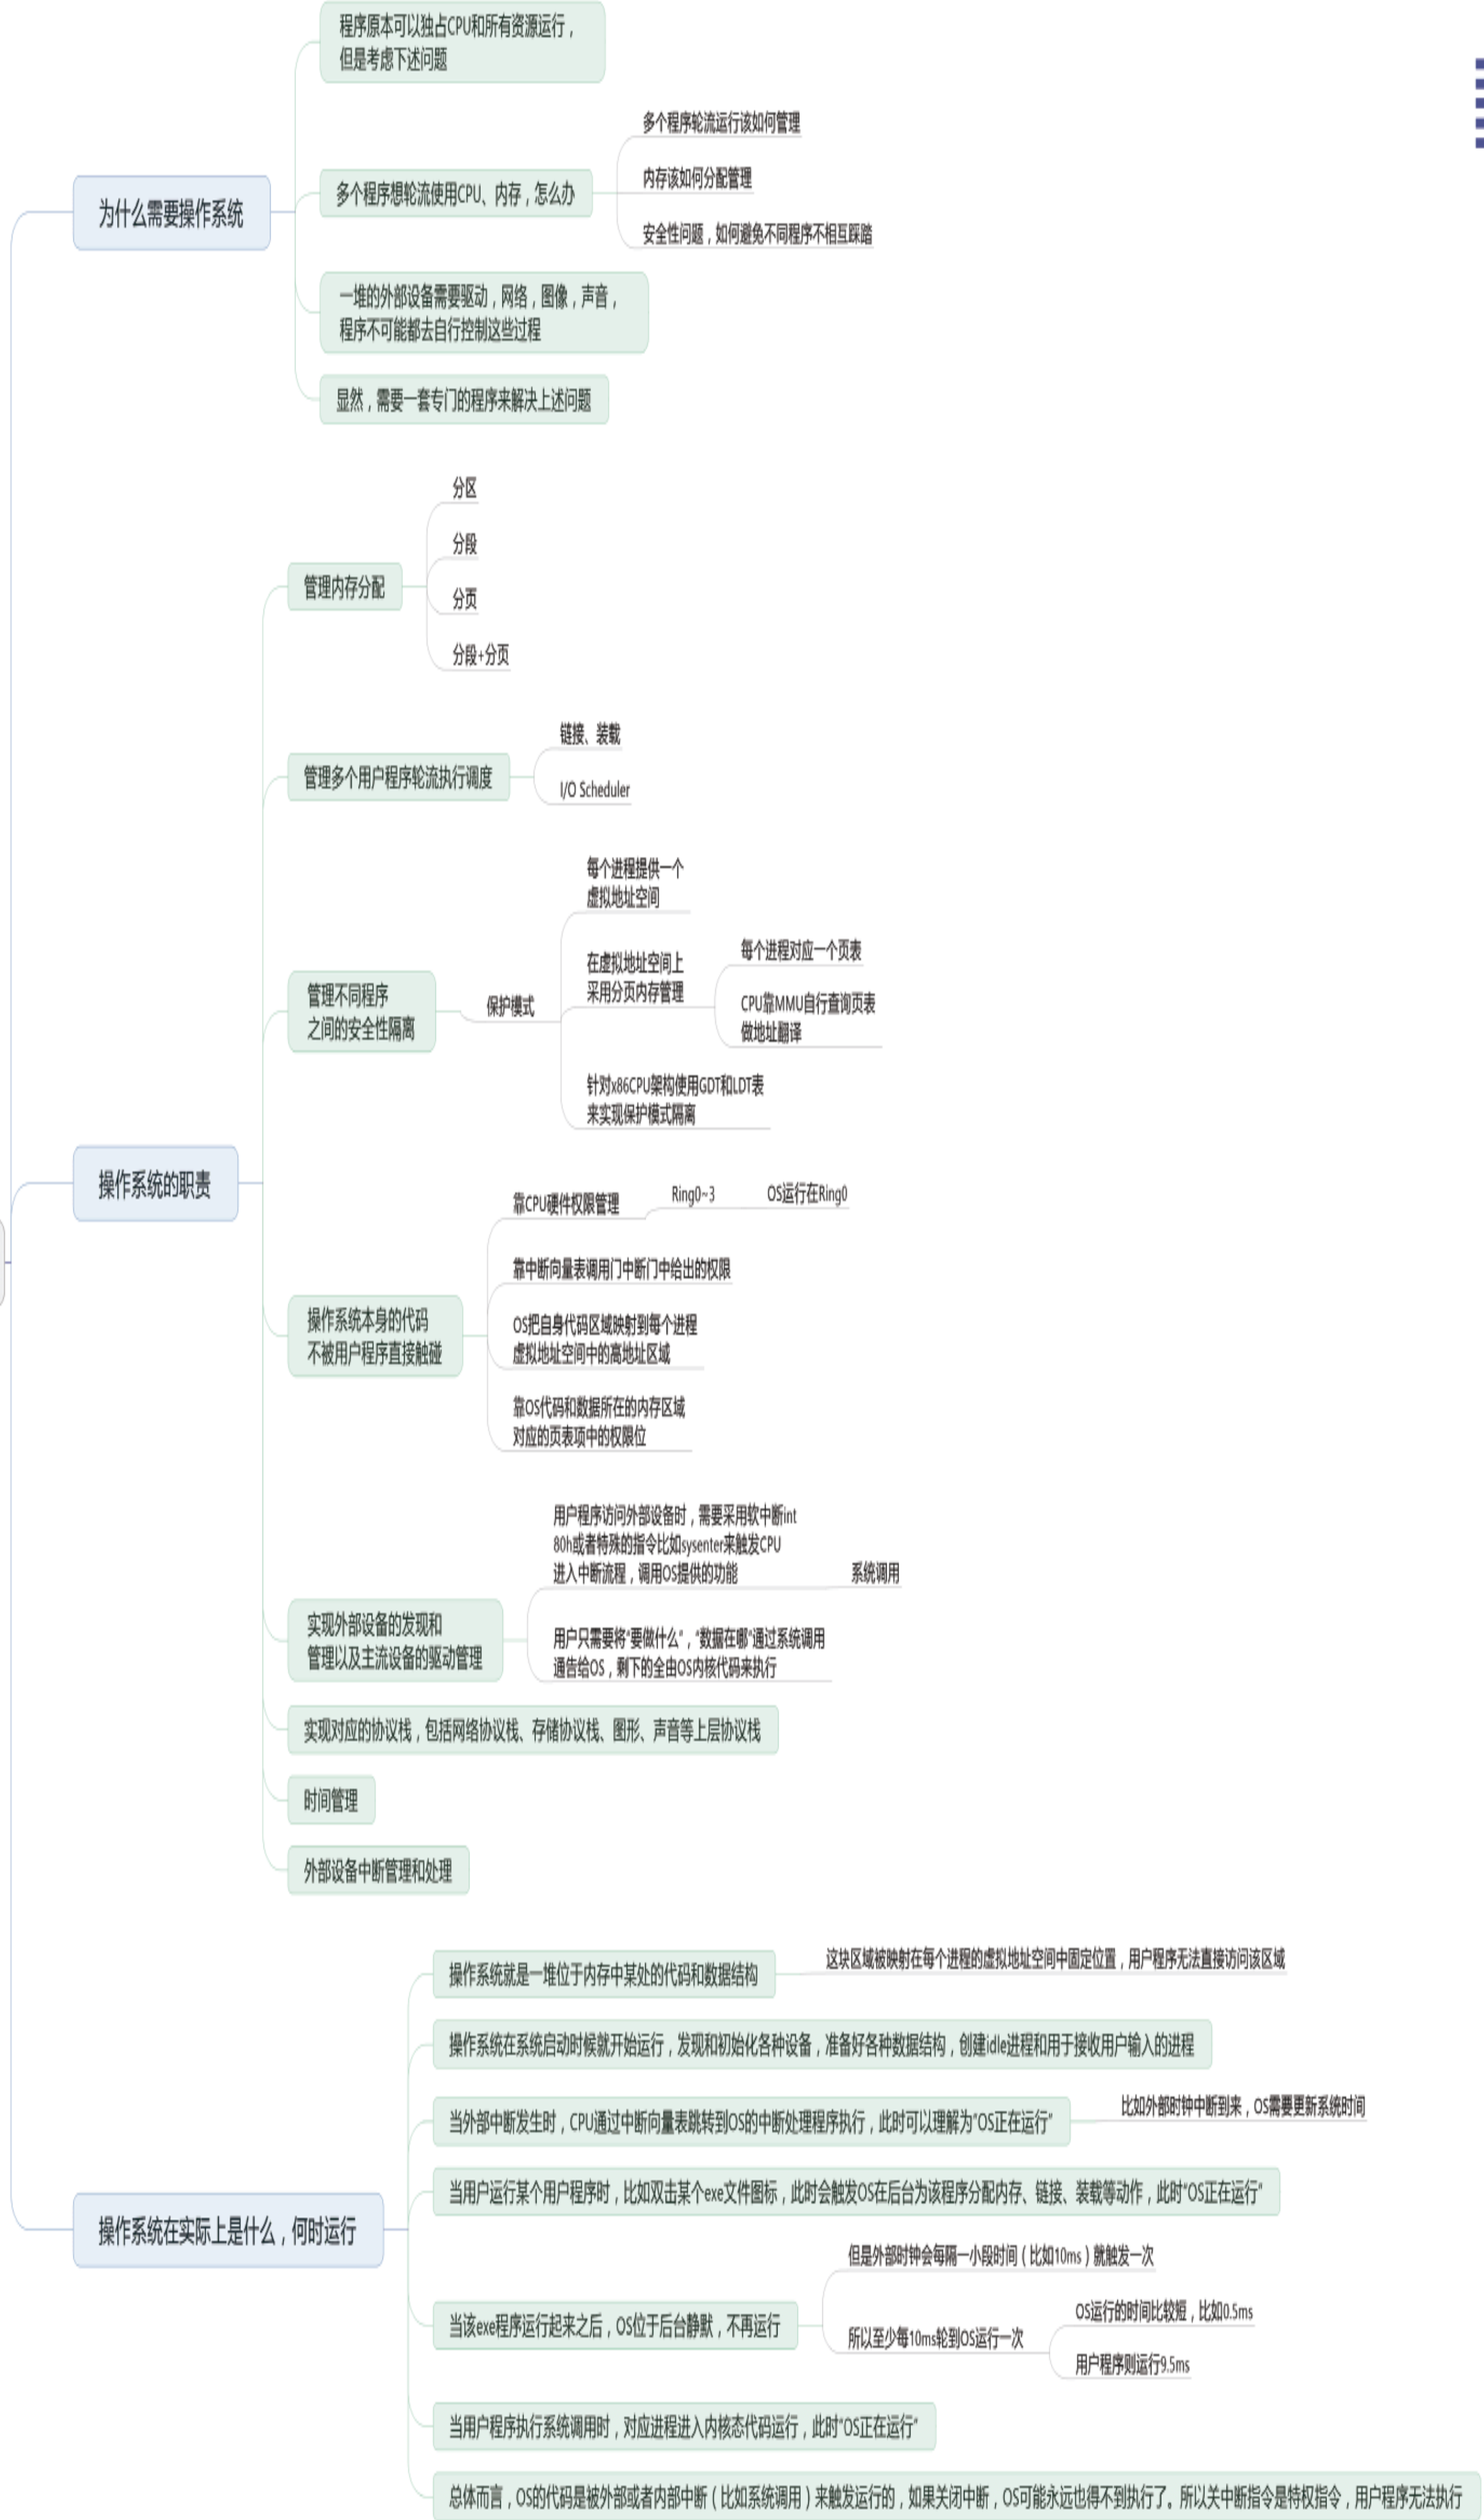 程序原本可以独占CPU和所有资源运行，
但是考虑下述问题
多个程序轮流运行该如何管理
内存该如何分配管理
为什么需要操作系统
多个程序想轮流使用CPU、内存，怎么办
安全性问题，如何避免不同程序不相互踩踏
一堆的外部设备需要驱动，网络，图像，声音，
程序不可能都去自行控制这些过程
显然，需要一套专门的程序来解决上述问题
分区
分段
管理内存分配
分页
分段+分页
链接、装载
管理多个用户程序轮流执行调度
I/O Scheduler
每个进程提供一个
虚拟地址空间
每个进程对应一个页表
在虚拟地址空间上
采用分页内存管理
管理不同程序
之间的安全性隔离
保护模式
CPU靠MMU自行查询页表
做地址翻译
针对x86CPU架构使用GDT和LDT表
来实现保护模式隔离
操作系统的职责
靠CPU硬件权限管理
Ring0~3
OS运行在Ring0
靠中断向量表调用门中断门中给出的权限
操作系统本身的代码
不被用户程序直接触碰
OS把自身代码区域映射到每个进程
虚拟地址空间中的高地址区域
靠OS代码和数据所在的内存区域
对应的页表项中的权限位
用户程序访问外部设备时，需要采用软中断int
80h或者特殊的指令比如sysenter来触发CPU
进入中断流程，调用OS提供的功能
系统调用
实现外部设备的发现和
管理以及主流设备的驱动管理
用户只需要将“要做什么”，“数据在哪”通过系统调用
通告给OS，剩下的全由OS内核代码来执行
实现对应的协议栈，包括网络协议栈、存储协议栈、图形、声音等上层协议栈
时间管理
外部设备中断管理和处理
操作系统就是一堆位于内存中某处的代码和数据结构
这块区域被映射在每个进程的虚拟地址空间中固定位置，用户程序无法直接访问该区域
操作系统在系统启动时候就开始运行，发现和初始化各种设备，准备好各种数据结构，创建idle进程和用于接收用户输入的进程
当外部中断发生时，CPU通过中断向量表跳转到OS的中断处理程序执行，此时可以理解为“OS正在运行”
比如外部时钟中断到来，OS需要更新系统时间
当用户运行某个用户程序时，比如双击某个exe文件图标，此时会触发OS在后台为该程序分配内存、链接、装载等动作，此时“OS正在运行”
操作系统在实际上是什么，何时运行
但是外部时钟会每隔一小段时间（比如10ms）就触发一次
当该exe程序运行起来之后，OS位于后台静默，不再运行
所以至少每10ms轮到OS运行一次
OS运行的时间比较短，比如0.5ms
用户程序则运行9.5ms
当用户程序执行系统调用时，对应进程进入内核态代码运行，此时“OS正在运行”
总体而言，OS的代码是被外部或者内部中断（比如系统调用）来触发运行的，如果关闭中断，OS可能永远也得不到执行了。所以关中断指令是特权指令，用户程序无法执行